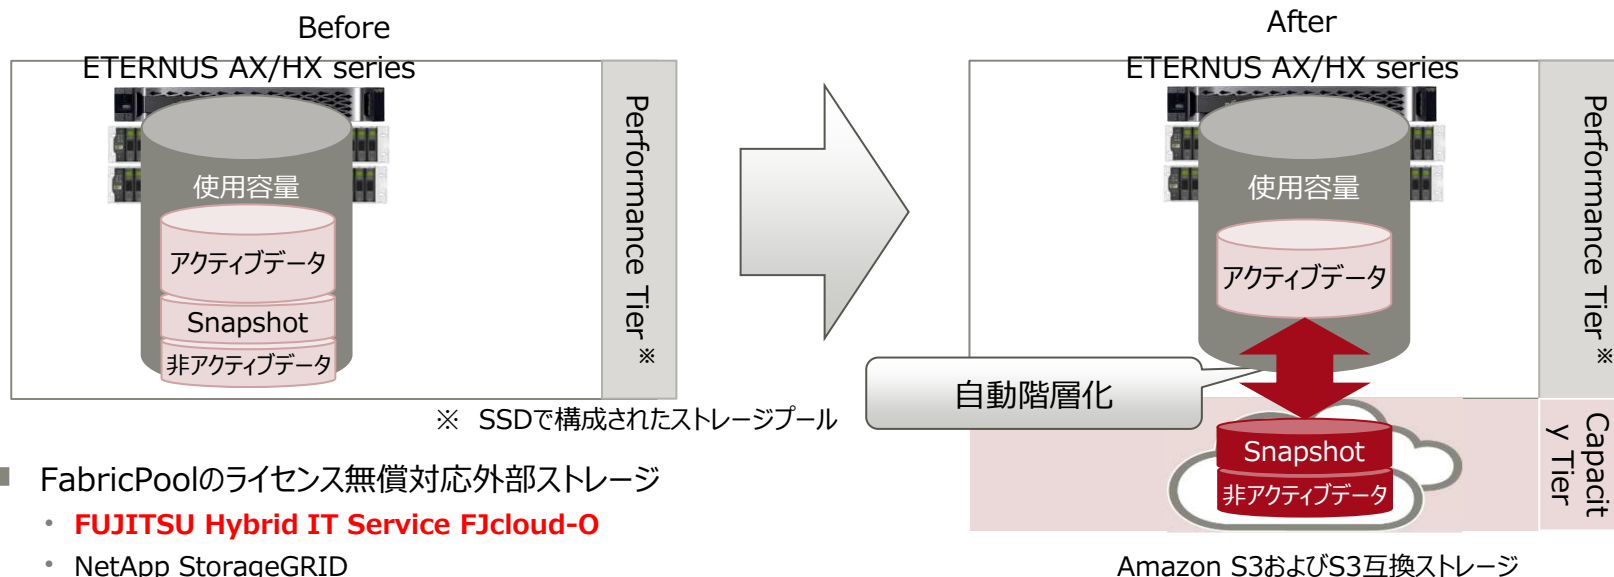 Before
ETERNUS AX/HX series
使用容量
アクティブデータ
Snapshot
非アクティブデータ
Performance Tier※
※ SSDで構成されたストレージプール
After
ETERNUS AX/HX series
使用容量
アクティブデータ
自動階層化
Snapshot
非アクティブデータ
Performance Tier※
Capacit
y Tier
Amazon S3およびS3互換ストレージ
FabricPoolのライセンス無償対応外部ストレージ
• FUJITSU Hybrid IT Service FJcloud-O
• NetApp StorageGRID